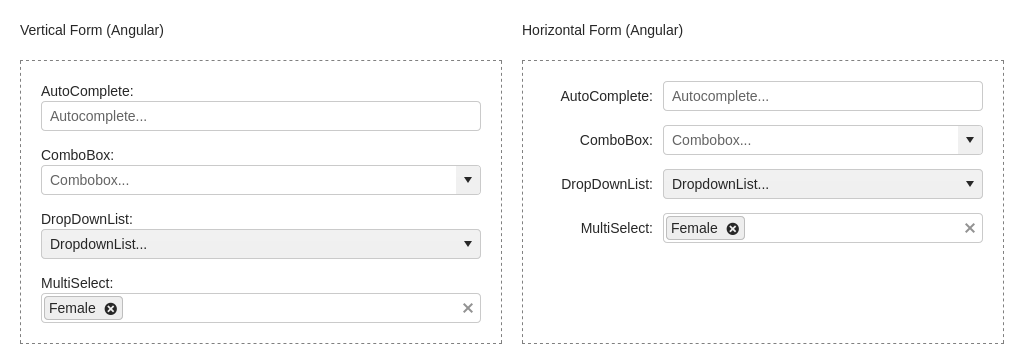 Vertical Form (Angular)
AutoComplete:
Autocomplete...
ComboBox:
Combobox...
DropDownList:
DropdownList...
MultiSelect:
Female
Horizontal Form (Angular)
AutoComplete: Autocomplete...
ComboBox: Combobox...
DropDownList: DropdownList...
MultiSelect: Female